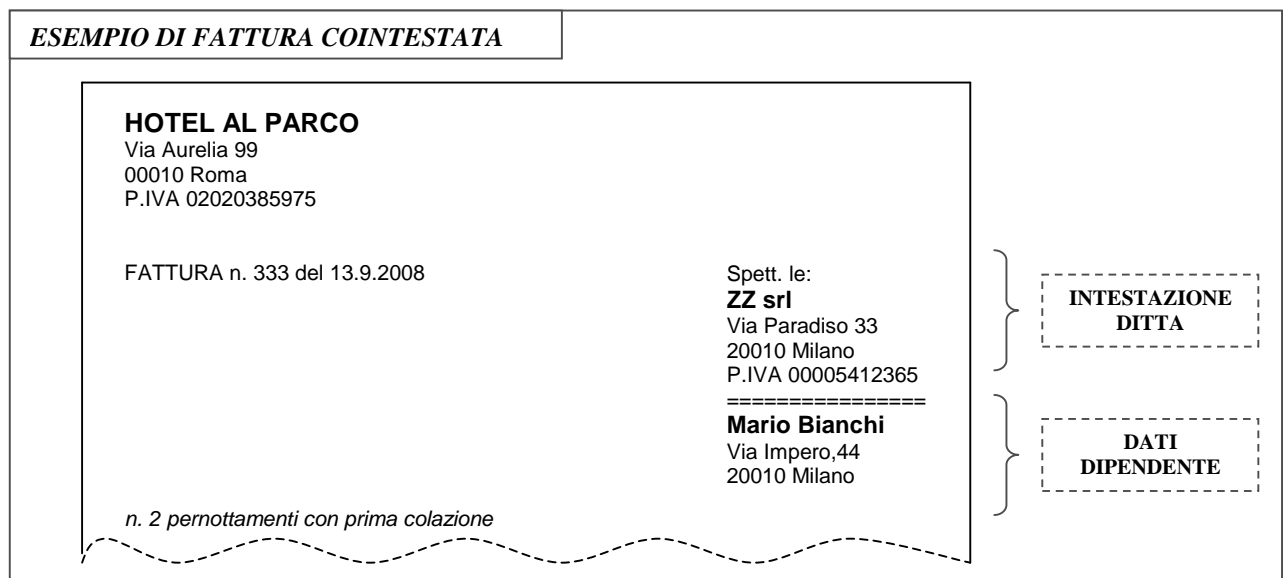 ESEMPIO DI FATTURA COINTESTATA
HOTEL AL PARCO
Via Aurelia 99
00010 Roma
P.IVA 02020385975
FATTURA n. 333 del 13.9.2008
Spett. le:
ZZ srl
Via Paradiso 33
20010 Milano
P.IVA 00005412365
================
Mario Bianchi
Via Impero,44
20010 Milano
INTESTAZIONE
DITTA
DATI
DIPENDENTE
n. 2 pernottamenti con prima colazione